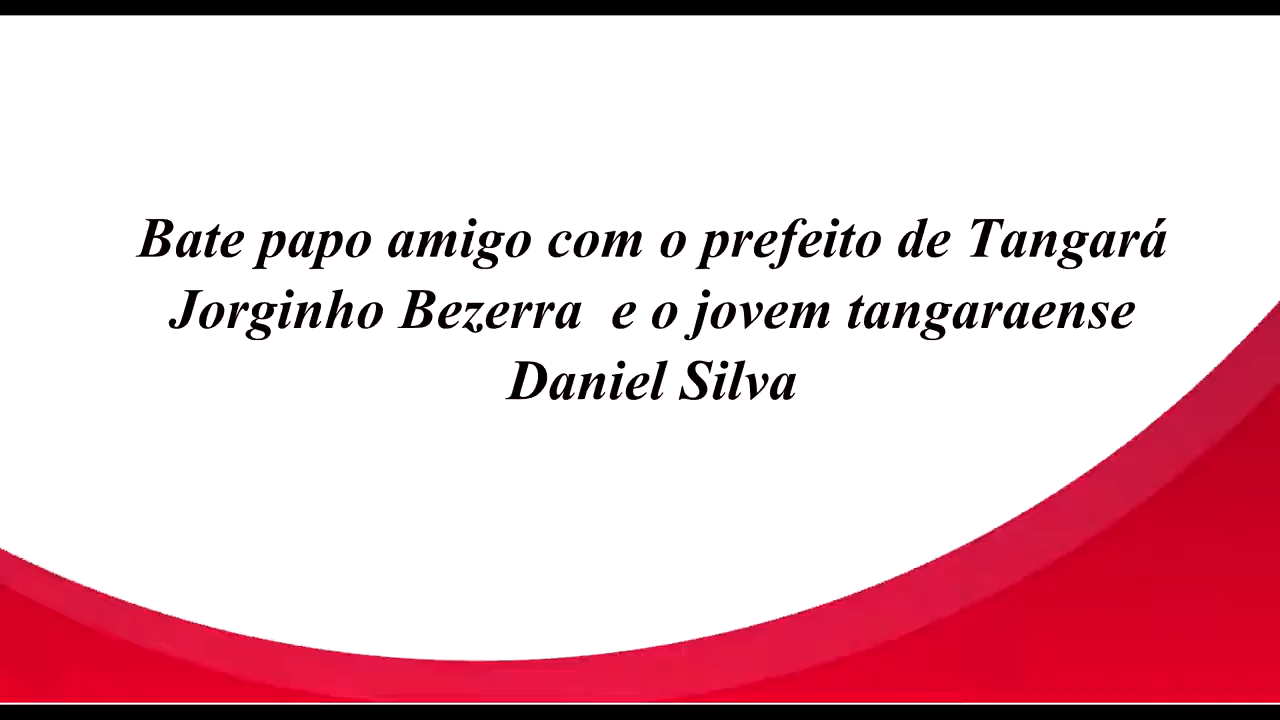 Bate papo amigo com o prefeito de Tangará
Jorginho Bezerra  e o jovem tangaraense
Daniel Silva